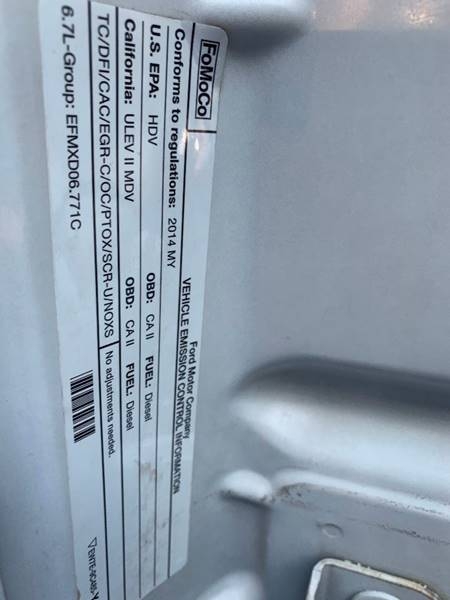 FoMoCo
Ford Motor Company
VEHICLE EMISSION CONTROL INFORMATION
Conforms to regulations: 2014 MY
U.S. EPA: HDV OBD: CA II FUEL: Diesel
California: ULEV II MDV OBD: CA II FUEL: Diesel
TC/DFI/CAC/EGR-C/OC/PTOX/SCR-U/NOXS No adjustments needed.
6.7L-Group: EFMXD06.771C